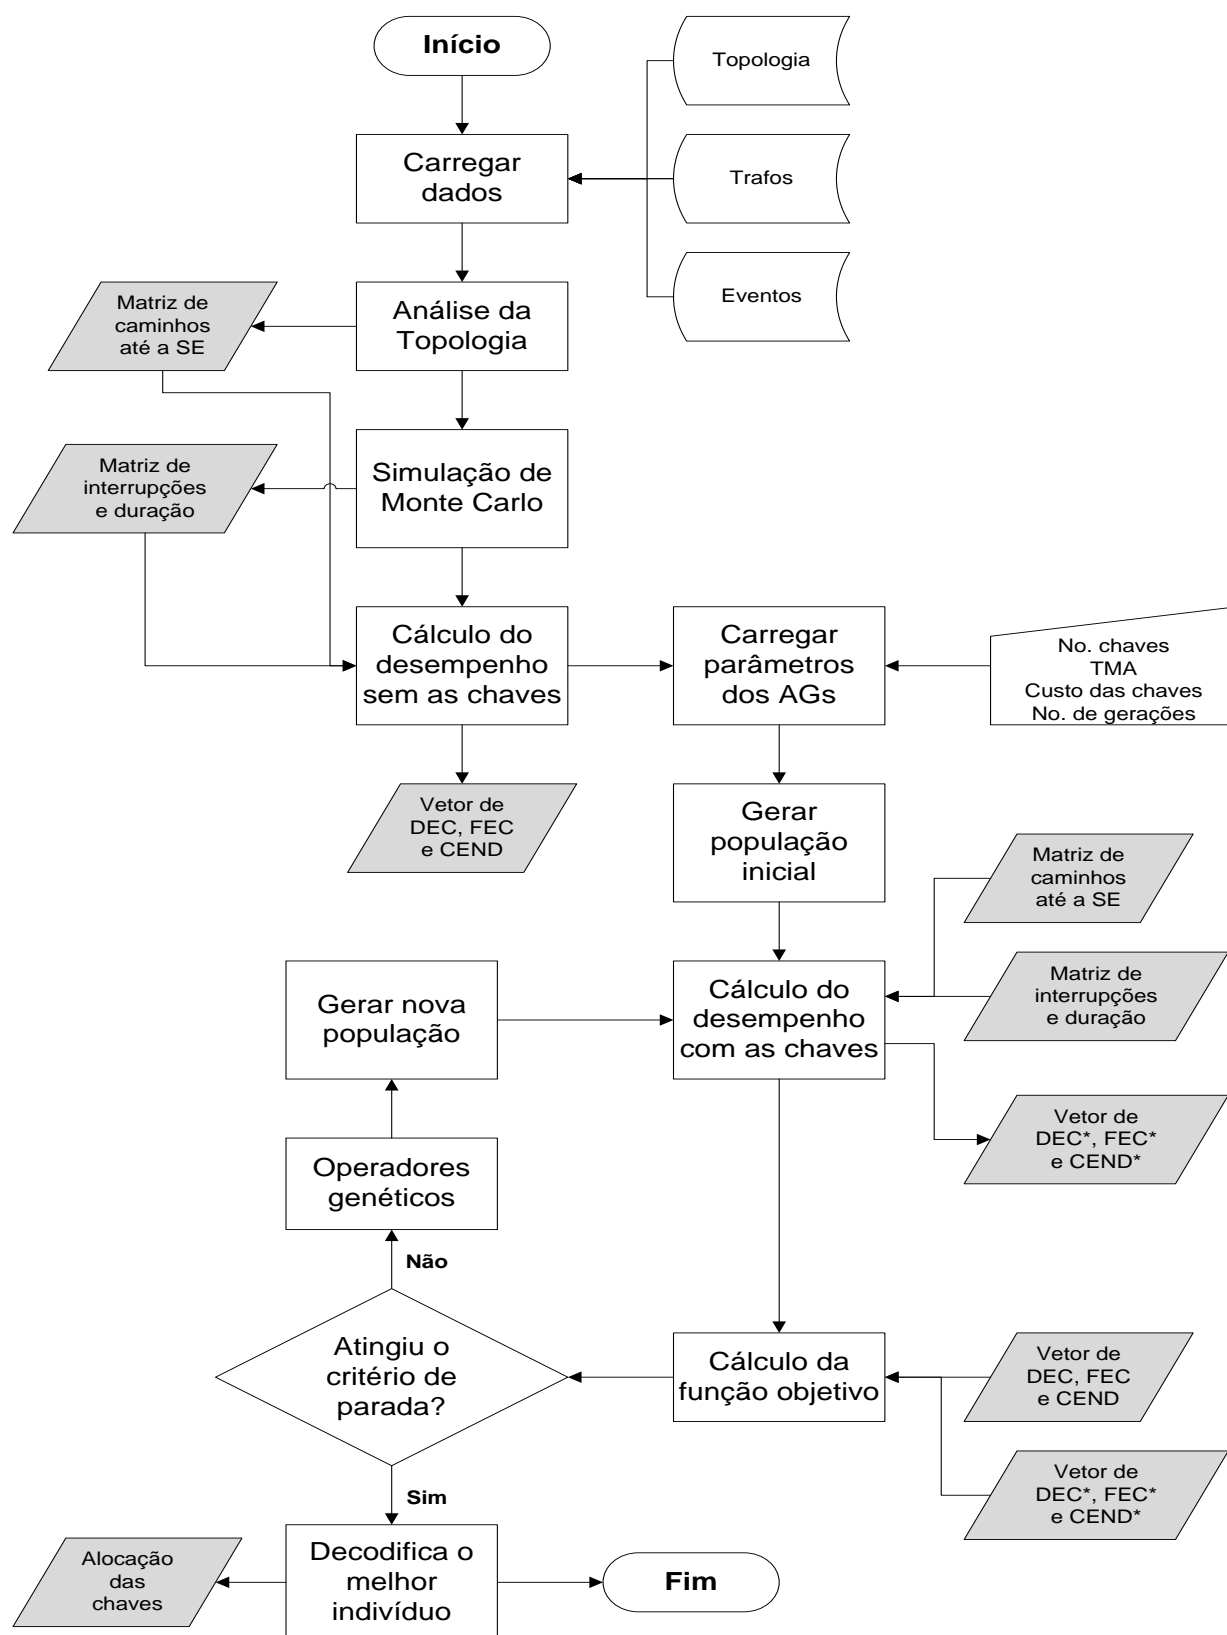 Início
Topologia
Carregar
dados
Trafos
Eventos
Matriz de
caminhos
até a SE
Análise da
Topologia
Matriz de
interrupções
e duração
Simulação de
Monte Carlo
Cálculo do
desempenho
sem as chaves
Carregar
parâmetros
dos AGs
No. chaves
TMA
Custo das chaves
No. de gerações
Vetor de
DEC, FEC
e CEND
Gerar
população
inicial
Matriz de
caminhos
até a SE
Gerar nova
população
Cálculo do
desempenho
com as chaves
Matriz de
interrupções
e duração
Vetor de
DEC*, FEC*
e CEND*
Operadores
genéticos
Não
Atingiu o
critério de
parada?
Cálculo da
função objetivo
Vetor de
DEC, FEC
e CEND
Sim
Vetor de
DEC*, FEC*
e CEND*
Alocação
das
chaves
Decodifica o
melhor
indivíduo
Fim